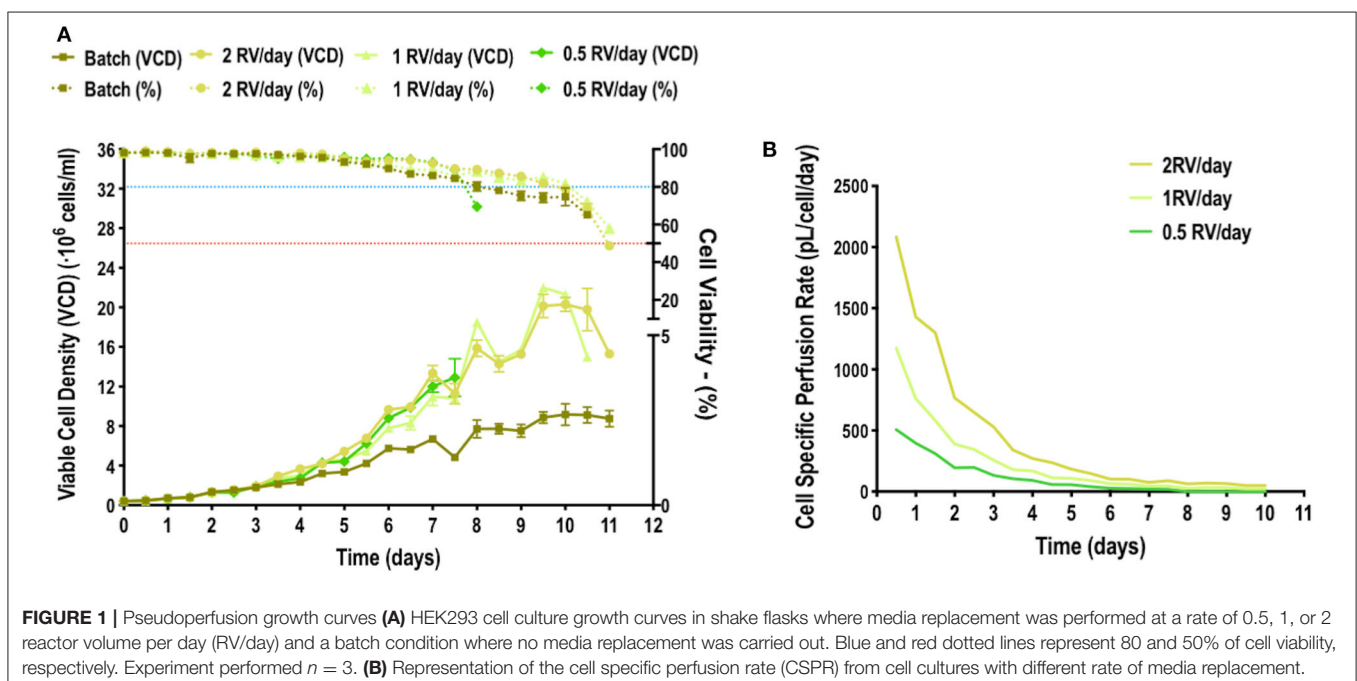 A
Batch (VCD) 2 RV/day (VCD) 1 RV/day (VCD) 0.5 RV/day (VCD)
Batch (%) 2 RV/day (%) 1 RV/day (%) 0.5 RV/day (%)
Viable Cell Density (VCD) (·10⁶ cells/ml)
36
32
28
24
20
16
12
8
4
0
100
80
60
40
20
5
0
Cell Viability - (%)
0 1 2 3 4 5 6 7 8 9 10 11 12
Time (days)
B
2RV/day
1RV/day
0.5 RV/day
Cell Specific Perfusion Rate (pL/cell/day)
2500
2000
1500
1000
500
0
0 1 2 3 4 5 6 7 8 9 10 11
Time (days)
FIGURE 1 | Pseudoperfusion growth curves (A) HEK293 cell culture growth curves in shake flasks where media replacement was performed at a rate of 0.5, 1, or 2
reactor volume per day (RV/day) and a batch condition where no media replacement was carried out. Blue and red dotted lines represent 80 and 50% of cell viability,
respectively. Experiment performed n = 3. (B) Representation of the cell specific perfusion rate (CSPR) from cell cultures with different rate of media replacement.